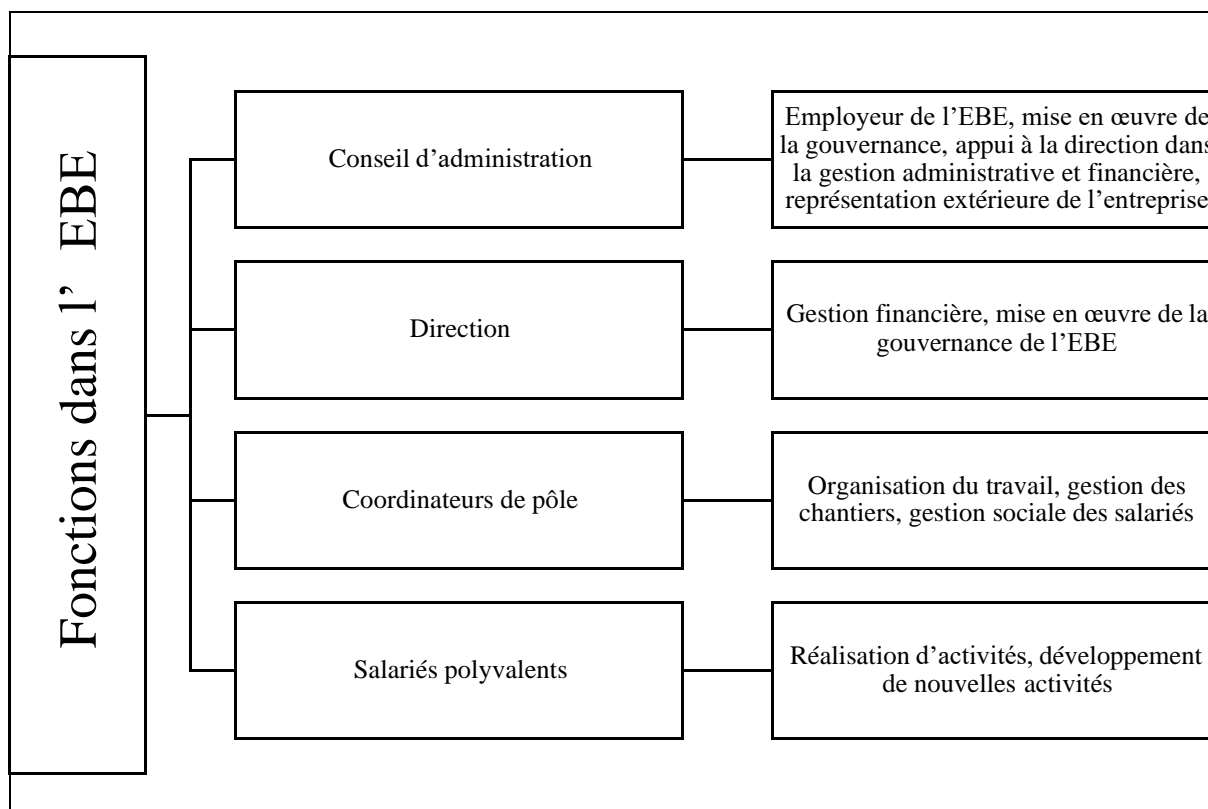 Fonctions dans l’ EBE
Conseil d’administration
Employeur de l’EBE, mise en œuvre de
la gouvernance, appui à la direction dans
la gestion administrative et financière,
représentation extérieure de l’entreprise
Direction
Gestion financière, mise en œuvre de la
gouvernance de l’EBE
Coordinateurs de pôle
Organisation du travail, gestion des
chantiers, gestion sociale des salariés
Salariés polyvalents
Réalisation d’activités, développement
de nouvelles activités